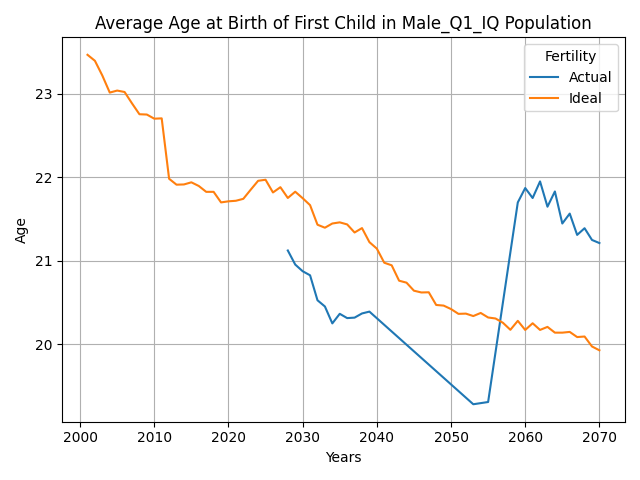 Average Age at Birth of First Child in Male_Q1_IQ Population
Fertility
Actual
Ideal
Age
23
22
21
20
2000 2010 2020 2030 2040 2050 2060 2070
Years